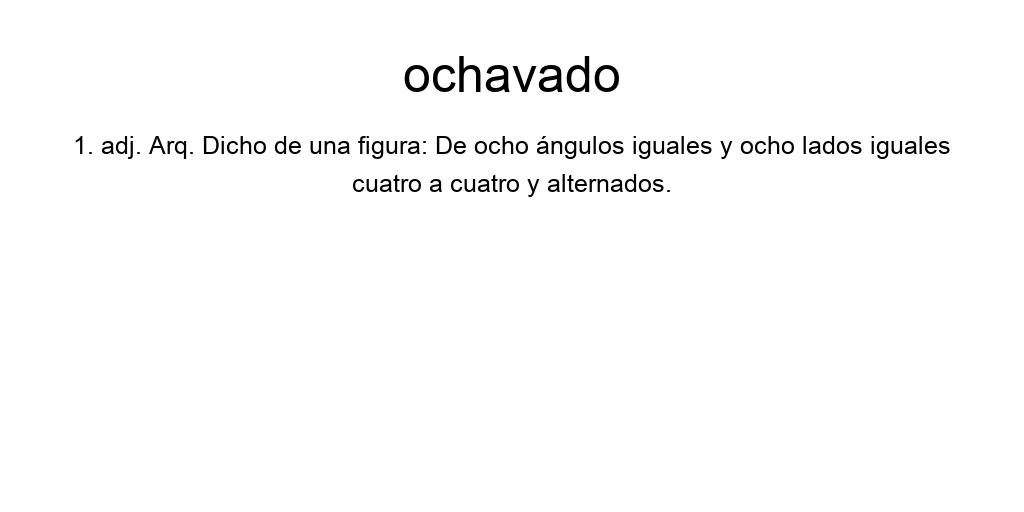 ochavado
1. adj. Arq. Dicho de una figura: De ocho ángulos iguales y ocho lados iguales
cuatro a cuatro y alternados.